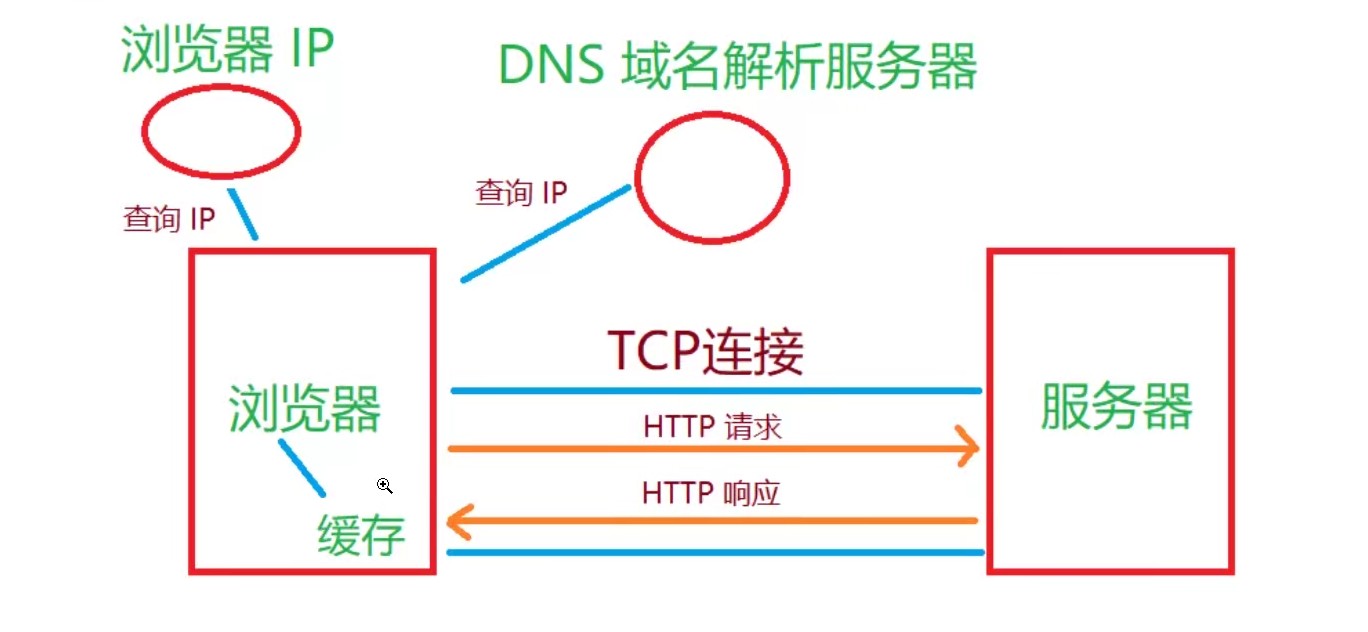 浏览器 IP
DNS 域名解析服务器
查询 IP
查询 IP
TCP连接
浏览器
服务器
HTTP 请求
HTTP 响应
缓存